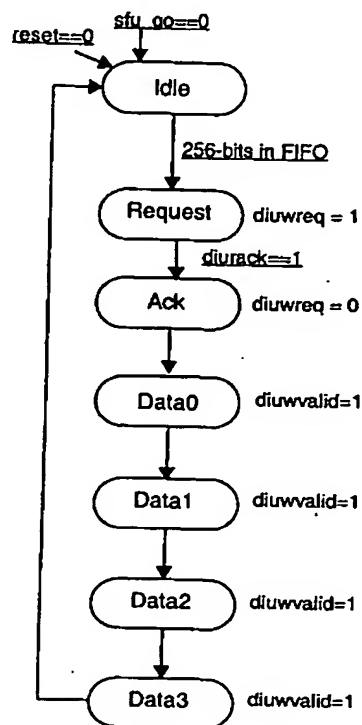 sfu_go==0
reset==0
Idle
256-bits in FIFO
Request diuwreq = 1
diurack==1
Ack diuwreq = 0
Data0 diuwvalid=1
Data1 diuwvalid=1
Data2 diuwvalid=1
Data3 diuwvalid=1